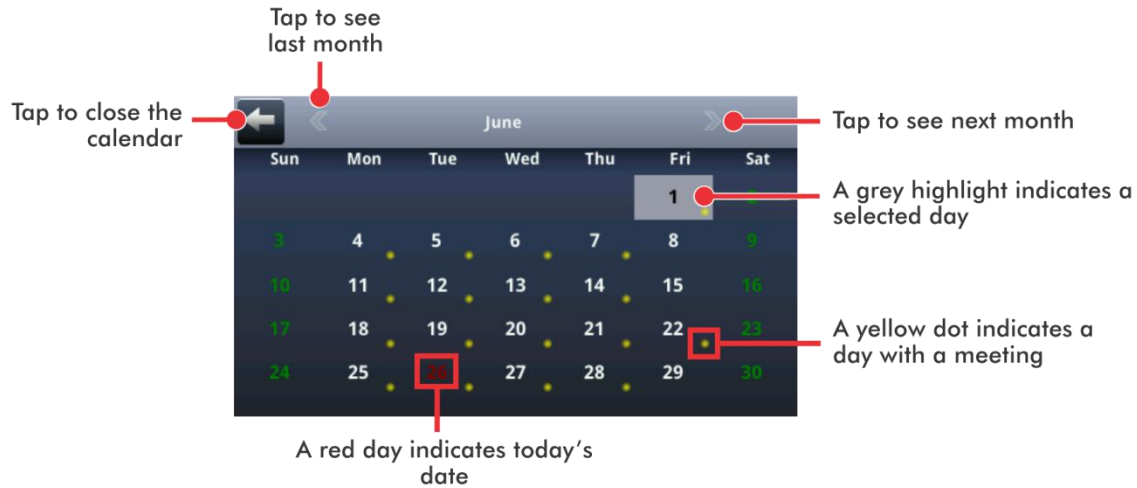 Tap to see
last month
Tap to close the
calendar
June
Tap to see next month
Sun Mon Tue Wed Thu Fri Sat
1 2
A grey highlight indicates a
selected day
3 4 5 6 7 8 9
10 11 12 13 14 15 16
17 18 19 20 21 22 23
A yellow dot indicates a
day with a meeting
24 25 26 27 28 29 30
A red day indicates today's
date